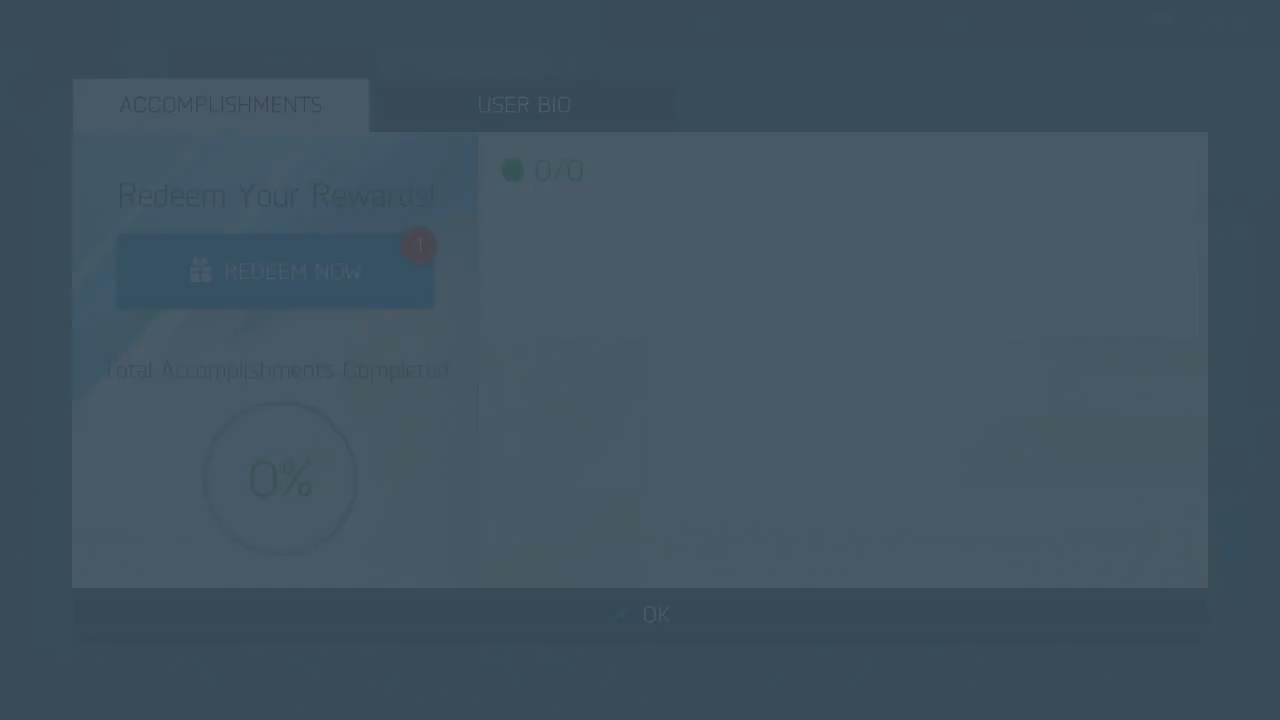 ACCOMPLISHMENTS
USER BIO
Redeem Your Rewards!
1
REDEEM NOW
0/0
Total Accomplishments Completed
0%
OK